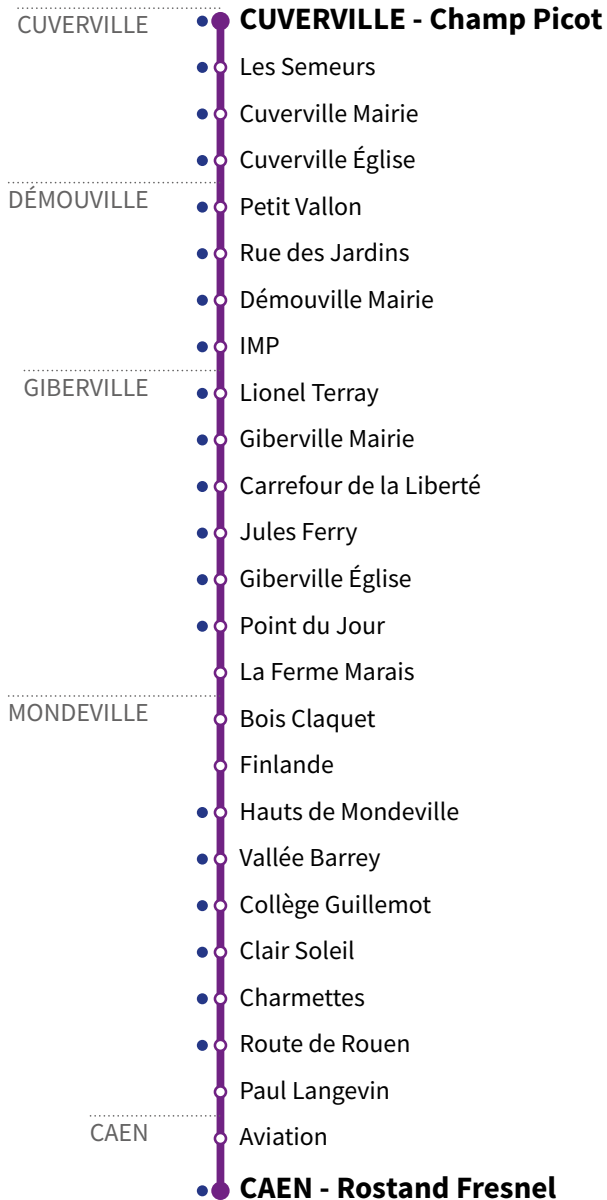 CUVERVILLE
CUVERVILLE - Champ Picot
Les Semeurs
Cuverville Mairie
Cuverville Église
DÉMOUVILLE
Petit Vallon
Rue des Jardins
Démouville Mairie
IMP
GIBERVILLE
Lionel Terray
Giberville Mairie
Carrefour de la Liberté
Jules Ferry
Giberville Église
Point du Jour
La Ferme Marais
MONDEVILLE
Bois Claquet
Finlande
Hauts de Mondeville
Vallée Barrey
Collège Guillemot
Clair Soleil
Charmettes
Route de Rouen
Paul Langevin
CAEN
Aviation
CAEN - Rostand Fresnel